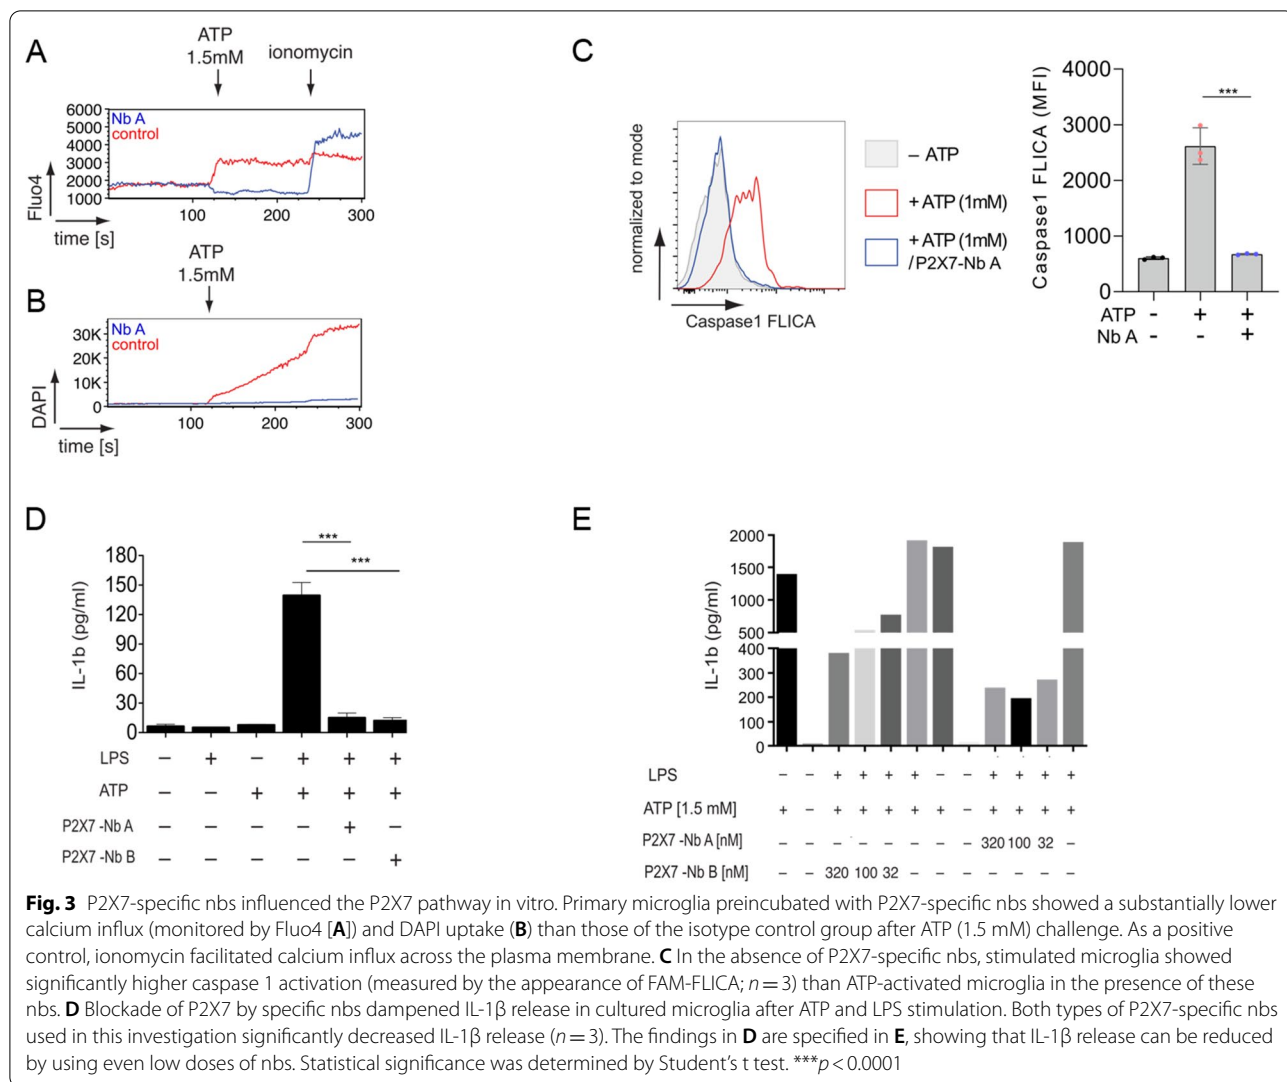 A
ATP
1.5mM
ionomycin
6000
5000
4000
3000
2000
1000
Nb A
control
Fluo4
100
200
300
time [s]
ATP
1.5mM
B
30K
20K
10K
0
Nb A
control
DAPI
100
200
300
time [s]
C
normalized to mode
Caspase1 FLICA
– ATP
+ ATP (1mM)
+ ATP (1mM)
/P2X7-Nb A
Caspase1 FLICA (MFI)
4000
3000
2000
1000
0
***
ATP - + +
Nb A - - +
D
IL-1b (pg/ml)
180
150
120
90
60
30
0
***
***
LPS – + – + + +
ATP – – + + + +
P2X7 -Nb A – – – – + –
P2X7 -Nb B – – – – – +
E
IL-1b (pg/ml)
2000
1500
1000
500
400
300
200
100
0
LPS – – + + + + – – + + + +
ATP [1.5 mM] + – + + + + + – + + + +
P2X7 -Nb A [nM] – – – – – – – – 320 100 32 –
P2X7 -Nb B [nM] – – 320 100 32 – – – – – – –
Fig. 3 P2X7-specific nbs influenced the P2X7 pathway in vitro. Primary microglia preincubated with P2X7-specific nbs showed a substantially lower
calcium influx (monitored by Fluo4 [A]) and DAPI uptake (B) than those of the isotype control group after ATP (1.5 mM) challenge. As a positive
control, ionomycin facilitated calcium influx across the plasma membrane. C In the absence of P2X7-specific nbs, stimulated microglia showed
significantly higher caspase 1 activation (measured by the appearance of FAM-FLICA; n = 3) than ATP-activated microglia in the presence of these
nbs. D Blockade of P2X7 by specific nbs dampened IL-1β release in cultured microglia after ATP and LPS stimulation. Both types of P2X7-specific nbs
used in this investigation significantly decreased IL-1β release (n = 3). The findings in D are specified in E, showing that IL-1β release can be reduced
by using even low doses of nbs. Statistical significance was determined by Student's t test. ***p < 0.0001